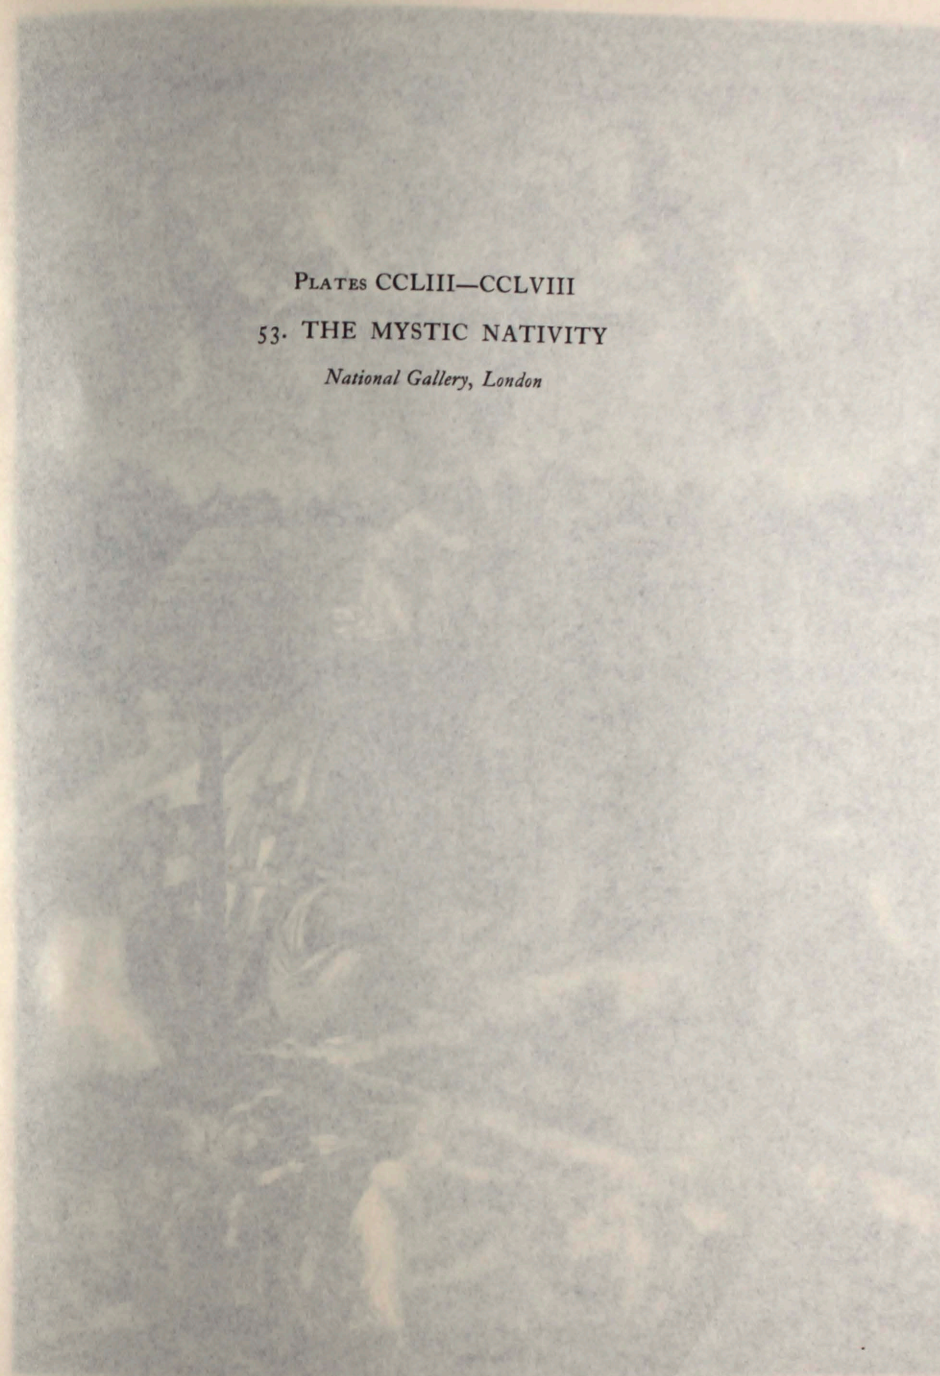 PLATES CCLIII—CCLVIII
53. THE MYSTIC NATIVITY
National Gallery, London